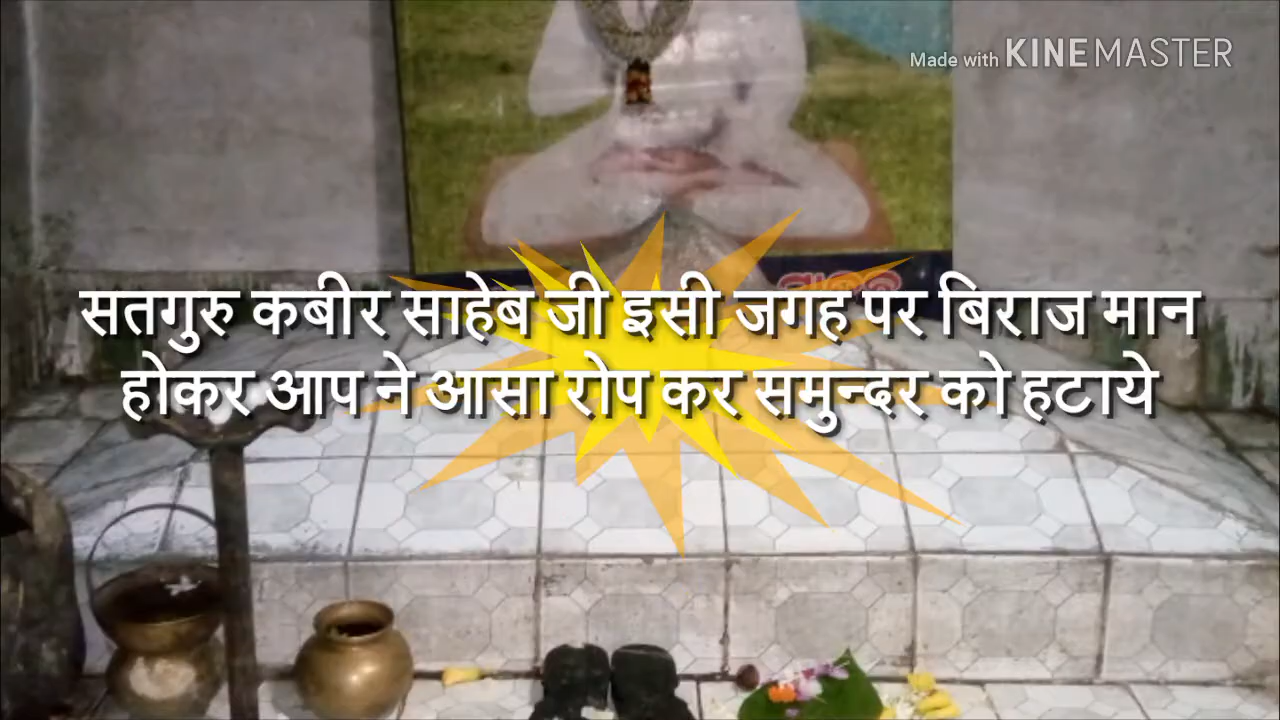 Made with KINEMASTER
सतगुरु कबीर साहेब जी इसी जगह पर बिराज मान
होकर आप ने आसा रोप कर समुन्दर को हटाये